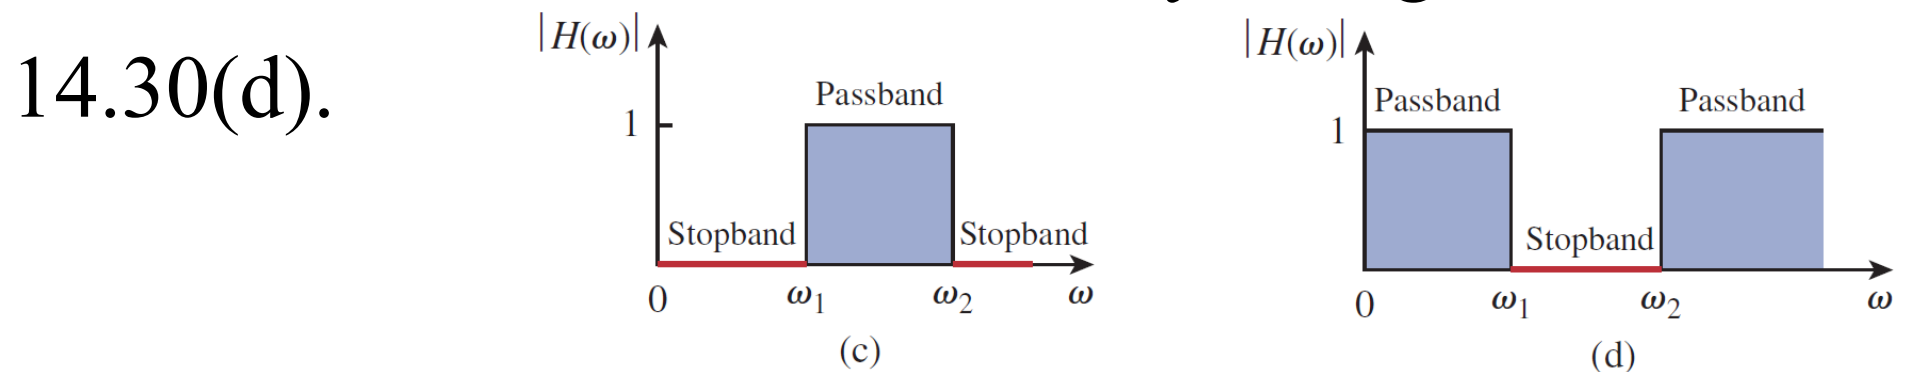 14.30(d).
|H(ω)|
Passband
1
Stopband
Stopband
0
ω1
ω2
ω
(c)
|H(ω)|
Passband
Passband
1
Stopband
0
ω1
ω2
ω
(d)